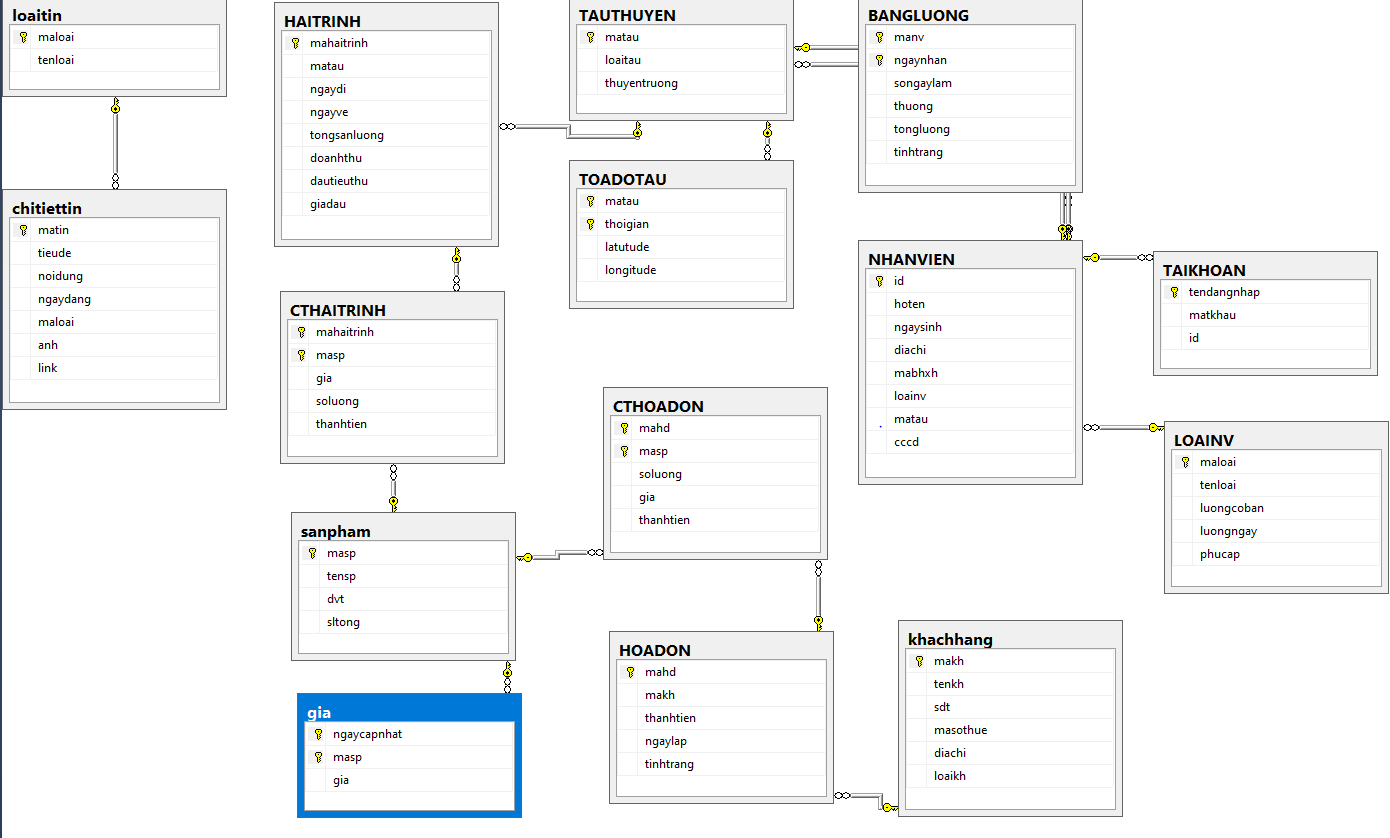 loaitin
maloai
tenloai
chitiettin
matin
tieude
noidung
ngaydang
maloai
anh
link
HAITRINH
mahaitrinh
matau
ngaydi
ngayve
tongsanluong
doanhthu
dautieuthu
giadau
CTHAITRINH
mahaitrinh
masp
gia
soluong
thanhtien
sanpham
masp
tensp
dvt
sltong
gia
ngaycapnhat
masp
gia
TAUTHUYEN
matau
loaitau
thuyentruong
TOADOTAU
matau
thoigian
latutude
longitude
CTHOADON
mahd
masp
soluong
gia
thanhtien
HOADON
mahd
makh
thanhtien
ngaylap
tinhtrang
BANGLUONG
manv
ngaynhan
songaylam
thuong
tongluong
tinhtrang
NHANVIEN
id
hoten
ngaysinh
diachi
mabhxh
loainv
matau
cccd
khachhang
makh
tenkh
sdt
masothue
diachi
loaikh
TAIKHOAN
tendangnhap
matkhau
id
LOAINV
maloai
tenloai
luongcoban
luongngay
phucap